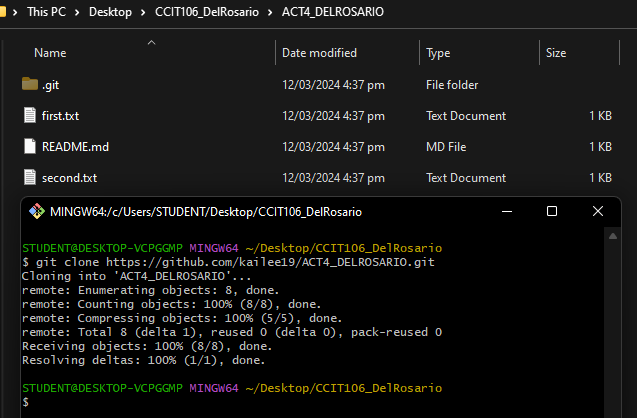 This PC > Desktop > CCIT106_DelRosario > ACT4_DELROSARIO
Name Date modified Type Size
.git 12/03/2024 4:37 pm File folder
first.txt 12/03/2024 4:37 pm Text Document 1 KB
README.md 12/03/2024 4:37 pm MD File 1 KB
second.txt 12/03/2024 4:37 pm Text Document 1 KB
MINGW64:/c/Users/STUDENT/Desktop/CCIT106_DelRosario
STUDENT@DESKTOP-VCPGGMP MINGW64 ~/Desktop/CCIT106_DelRosario
$ git clone https://github.com/kailee19/ACT4_DELROSARIO.git
Cloning into 'ACT4_DELROSARIO'...
remote: Enumerating objects: 8, done.
remote: Counting objects: 100% (8/8), done.
remote: Compressing objects: 100% (5/5), done.
remote: Total 8 (delta 1), reused 0 (delta 0), pack-reused 0
Receiving objects: 100% (8/8), done.
Resolving deltas: 100% (1/1), done.
STUDENT@DESKTOP-VCPGGMP MINGW64 ~/Desktop/CCIT106_DelRosario
$